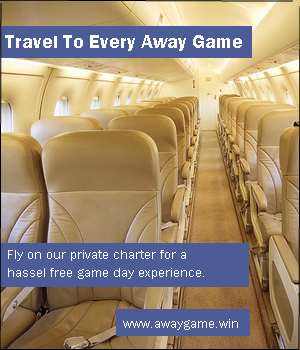 Travel To Every Away Game
Fly on our private charter for a
hassel free game day experience.
www.awaygame.win